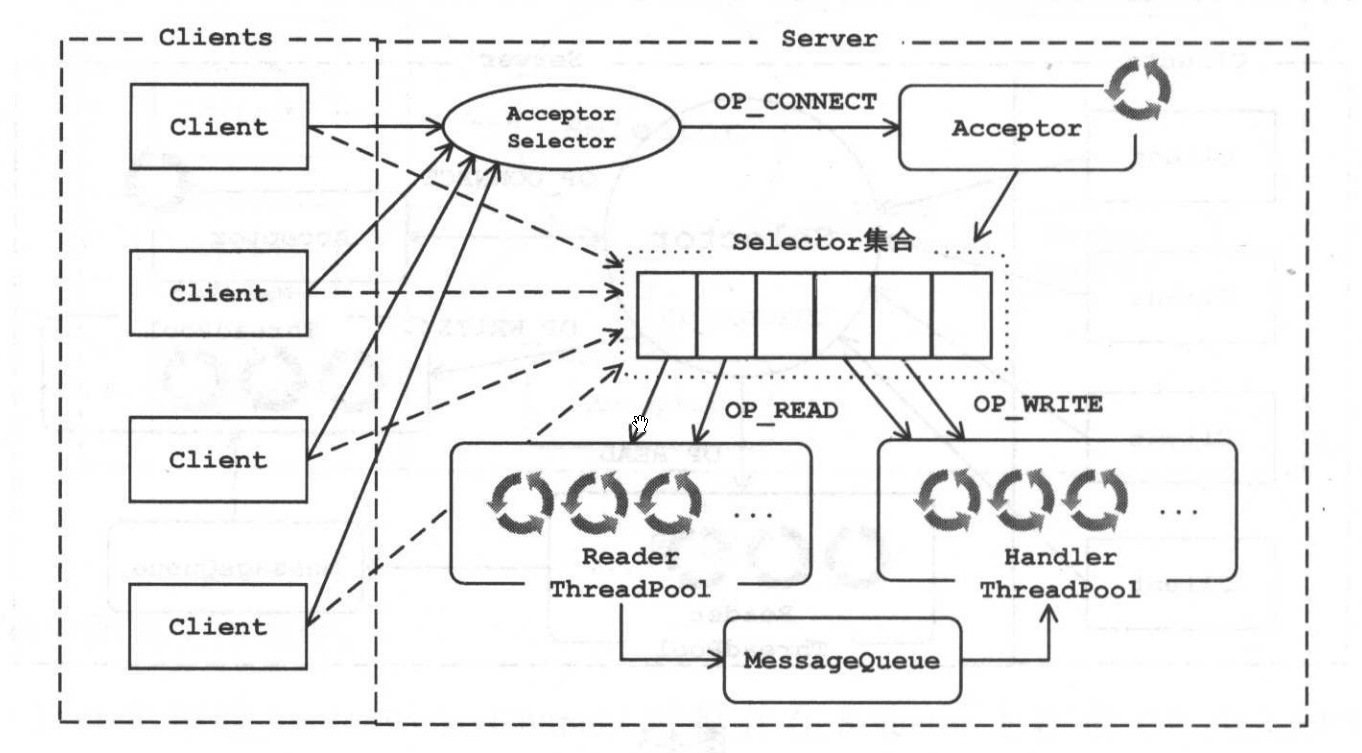 Clients
Server
Client
Client
Client
Client
Acceptor
Selector
OP_CONNECT
Acceptor
Selector集合
OP_READ
OP_WRITE
...
Reader
ThreadPool
...
Handler
ThreadPool
MessageQueue